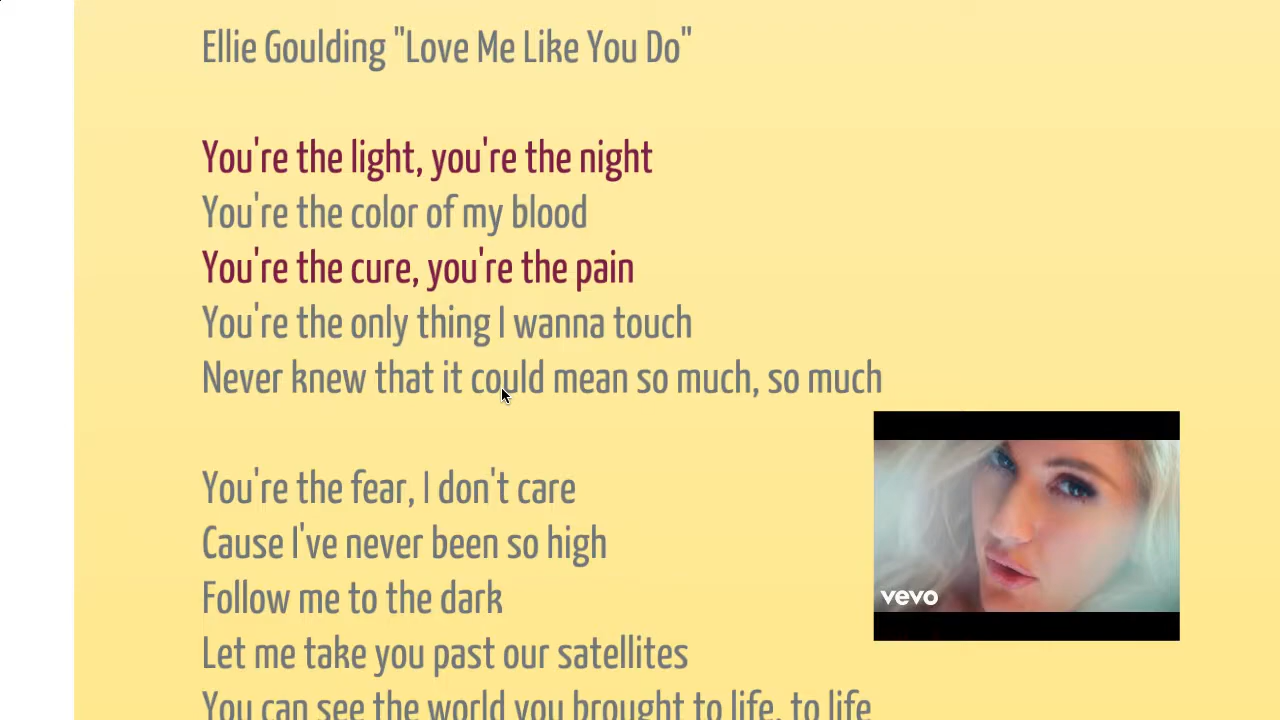 Ellie Goulding "Love Me Like You Do"
You're the light, you're the night
You're the color of my blood
You're the cure, you're the pain
You're the only thing I wanna touch
Never knew that it could mean so much, so much
You're the fear, I don't care
Cause I've never been so high
Follow me to the dark
Let me take you past our satellites
You can see the world you brought to life, to life
vevo